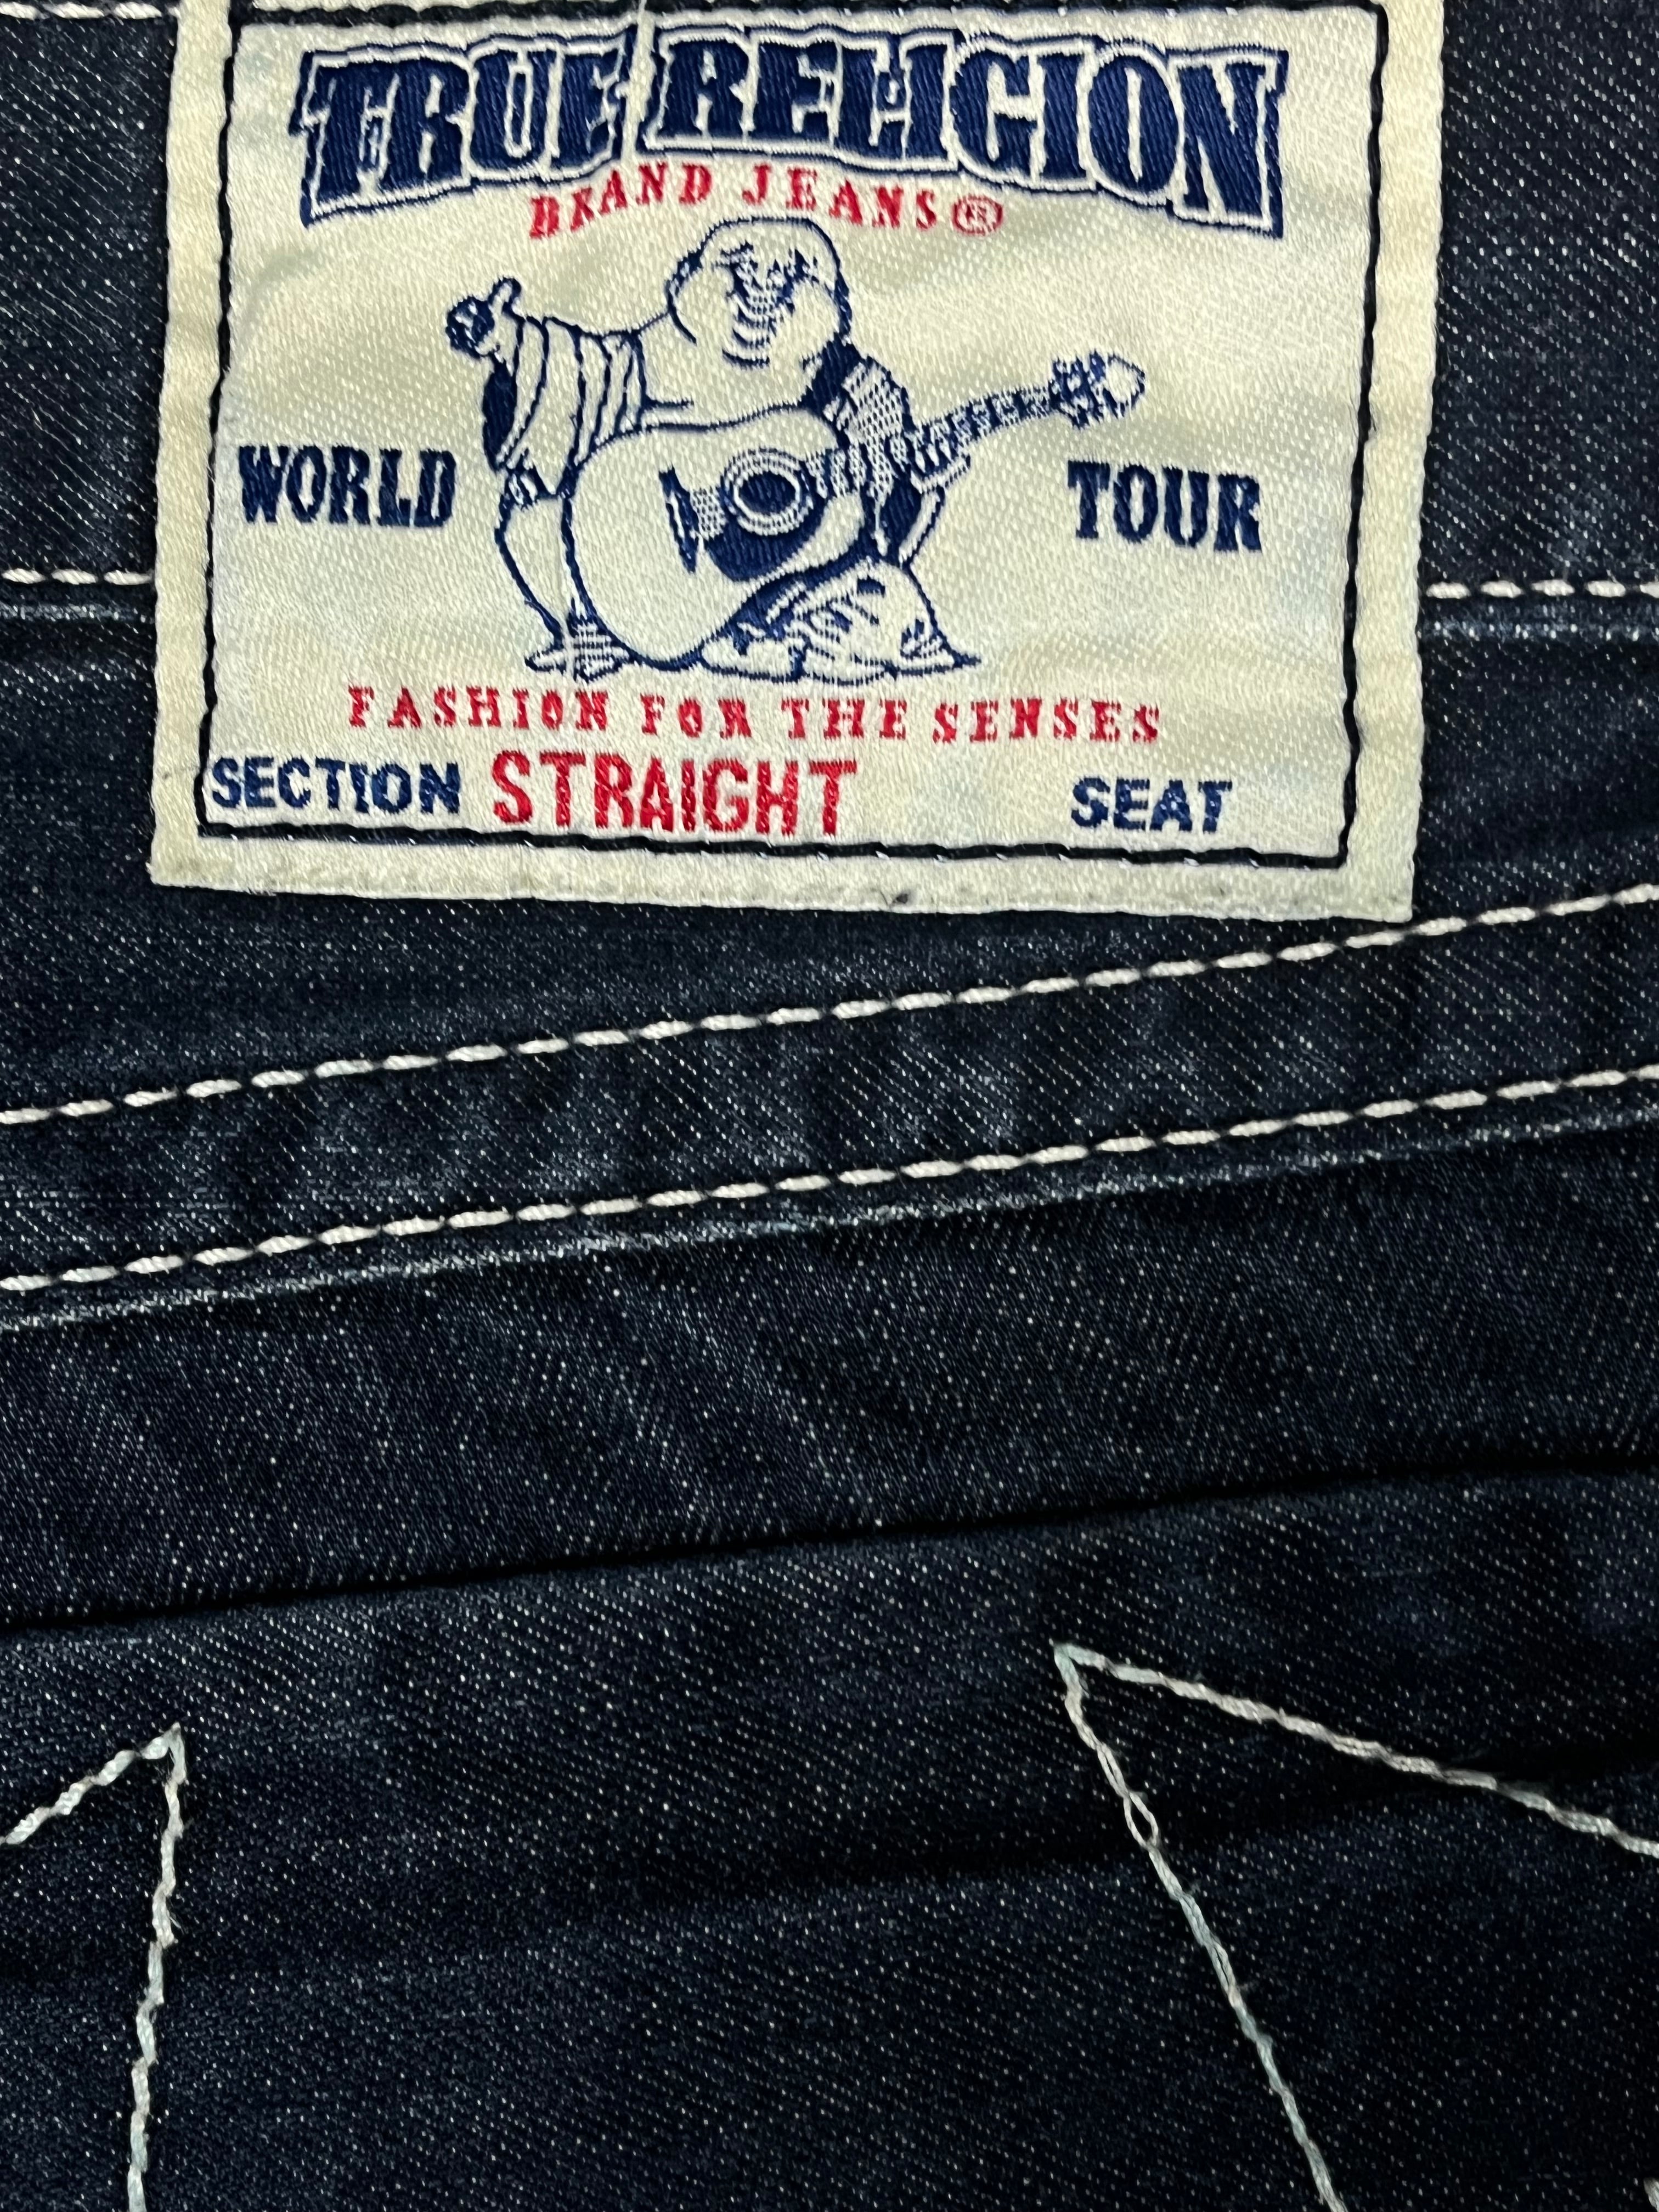 TRUE RELIGION
BRAND JEANS®
WORLD TOUR
FASHION FOR THE SENSES
SECTION STRAIGHT SEAT